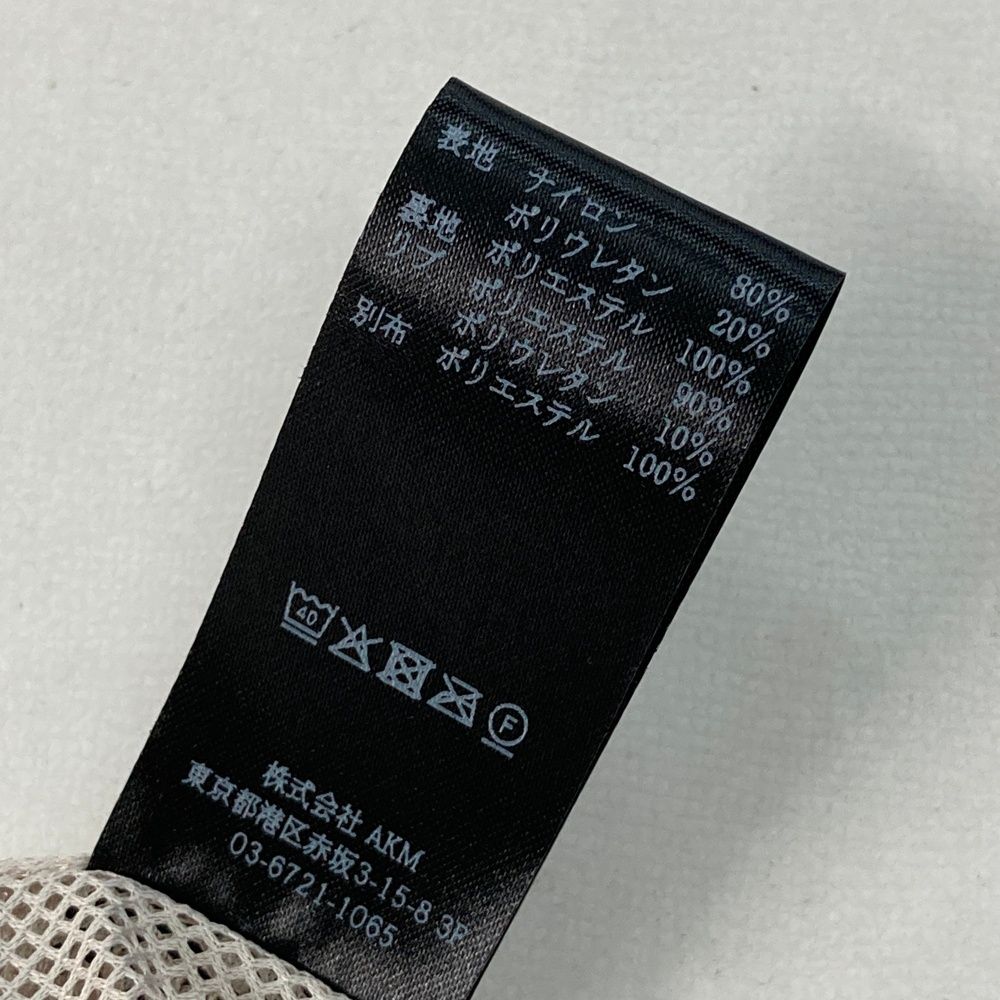 表地 ナイロン 80%
ポリウレタン 20%
裏地 ポリエステル 100%
リブ ポリエステル 90%
ポリウレタン 10%
別布 ポリエステル 100%
40
F
株式会社 AKM
東京都港区赤坂3-15-8 3F
03-6721-1065